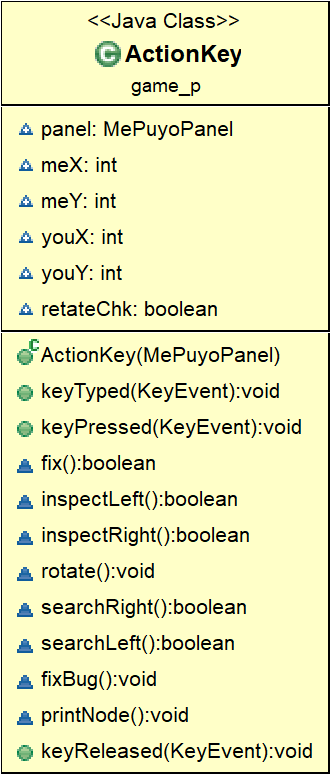 <<Java Class>>
ActionKey
game_p
panel: MePuyoPanel
meX: int
meY: int
youX: int
youY: int
retateChk: boolean
ActionKey(MePuyoPanel)
keyTyped(KeyEvent):void
keyPressed(KeyEvent):void
fix():boolean
inspectLeft():boolean
inspectRight():boolean
rotate():void
searchRight():boolean
searchLeft():boolean
fixBug():void
printNode():void
keyReleased(KeyEvent):void